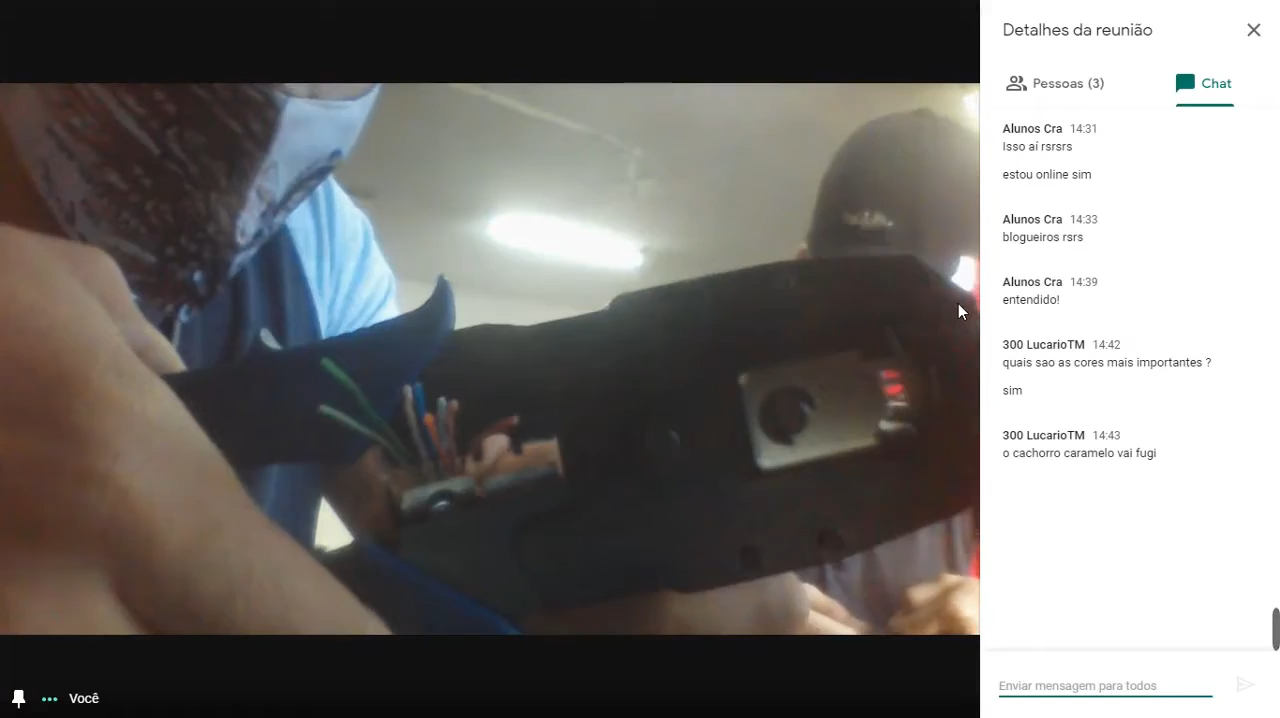 Detalhes da reunião
Pessoas (3)
Chat
Alunos Cra 14:31
Isso aí rsrsrs
estou online sim
Alunos Cra 14:33
blogueiros rsrs
Alunos Cra 14:39
entendido!
300 LucarioTM 14:42
quais sao as cores mais importantes ?
sim
300 LucarioTM 14:43
o cachorro caramelo vai fugi
Enviar mensagem para todos
Você